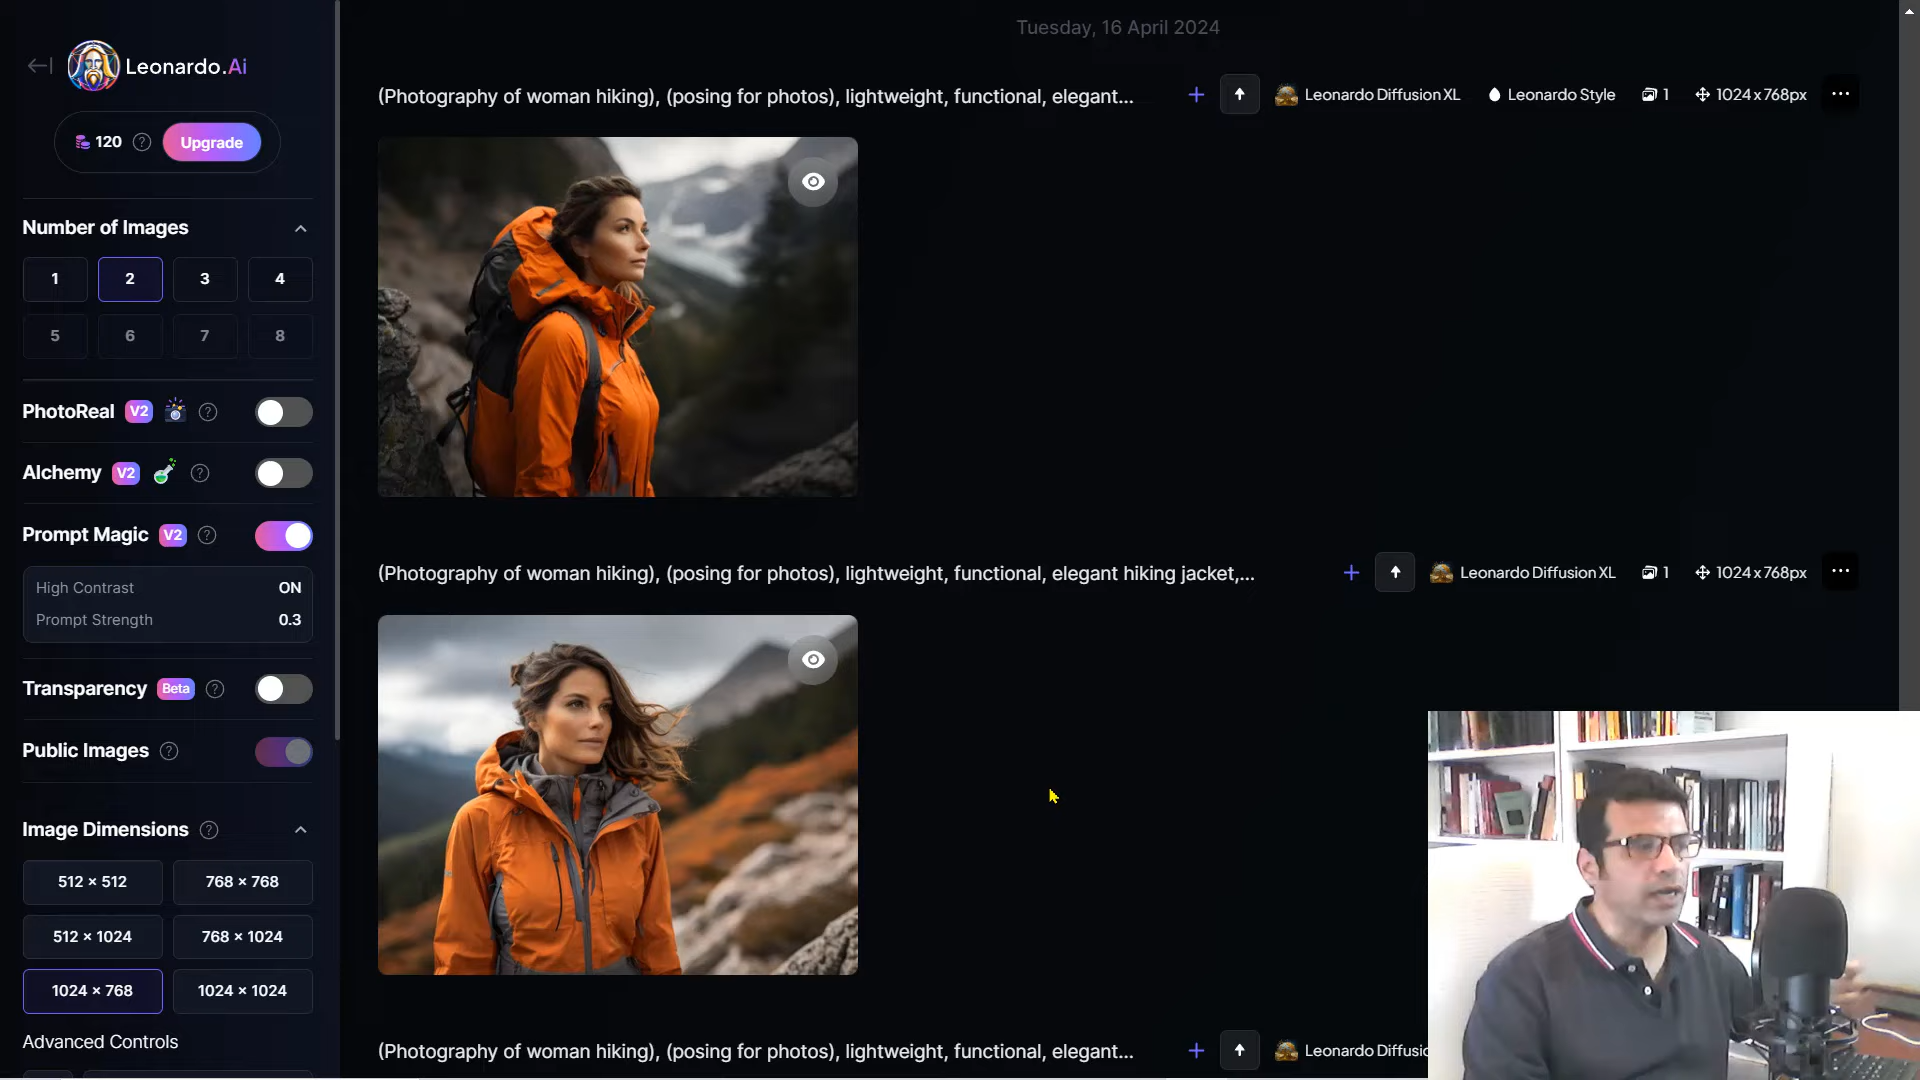 Tuesday, 16 April 2024
Leonardo.Ai
120 ? Upgrade
(Photography of woman hiking), (posing for photos), lightweight, functional, elegant...
Leonardo Diffusion XL
Leonardo Style
1
1024 x 768px
Number of Images
1 2 3 4
5 6 7 8
PhotoReal V2 ?
Alchemy V2 ?
Prompt Magic V2 ?
High Contrast ON
Prompt Strength 0.3
(Photography of woman hiking), (posing for photos), lightweight, functional, elegant hiking jacket,...
Leonardo Diffusion XL
1
1024 x 768px
Transparency Beta ?
Public Images ?
Image Dimensions ?
512 × 512 768 × 768
512 × 1024 768 × 1024
1024 × 768 1024 × 1024
Advanced Controls
(Photography of woman hiking), (posing for photos), lightweight, functional, elegant...
Leonardo Diffusic